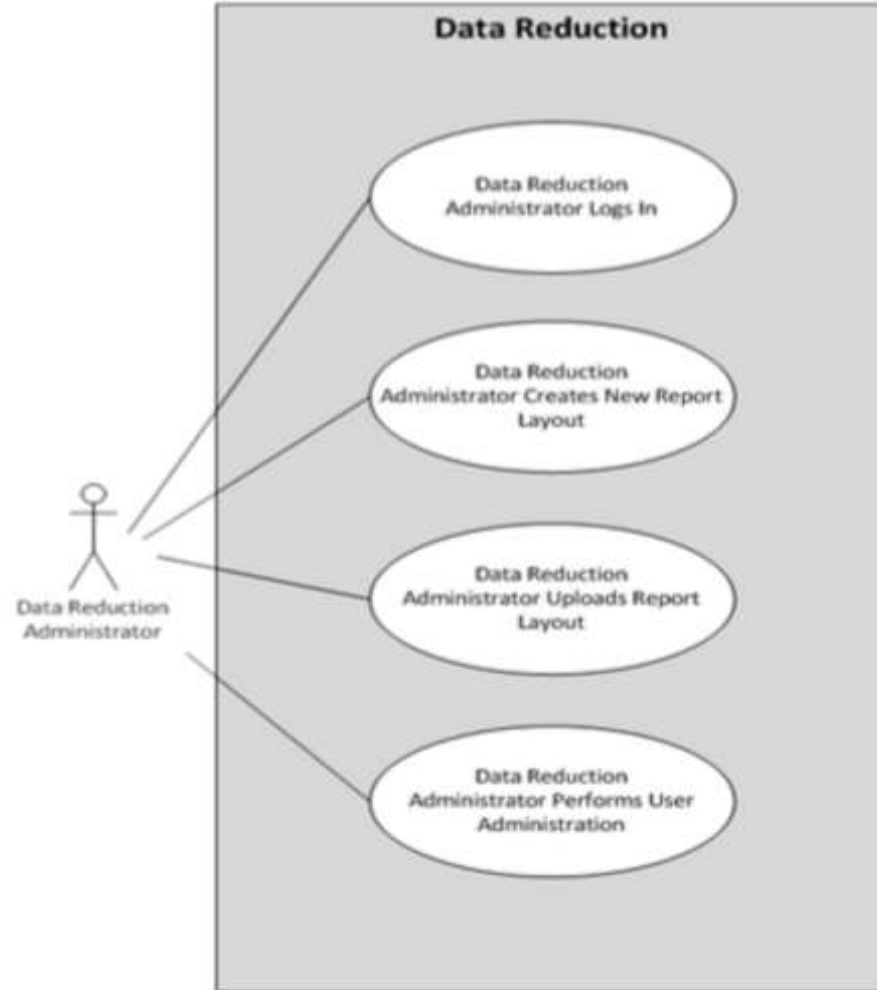 Data Reduction
Data Reduction
Administrator Logs In
Data Reduction
Administrator Creates New Report
Layout
Data Reduction
Administrator
Data Reduction
Administrator Uploads Report
Layout
Data Reduction
Administrator Performs User
Administration